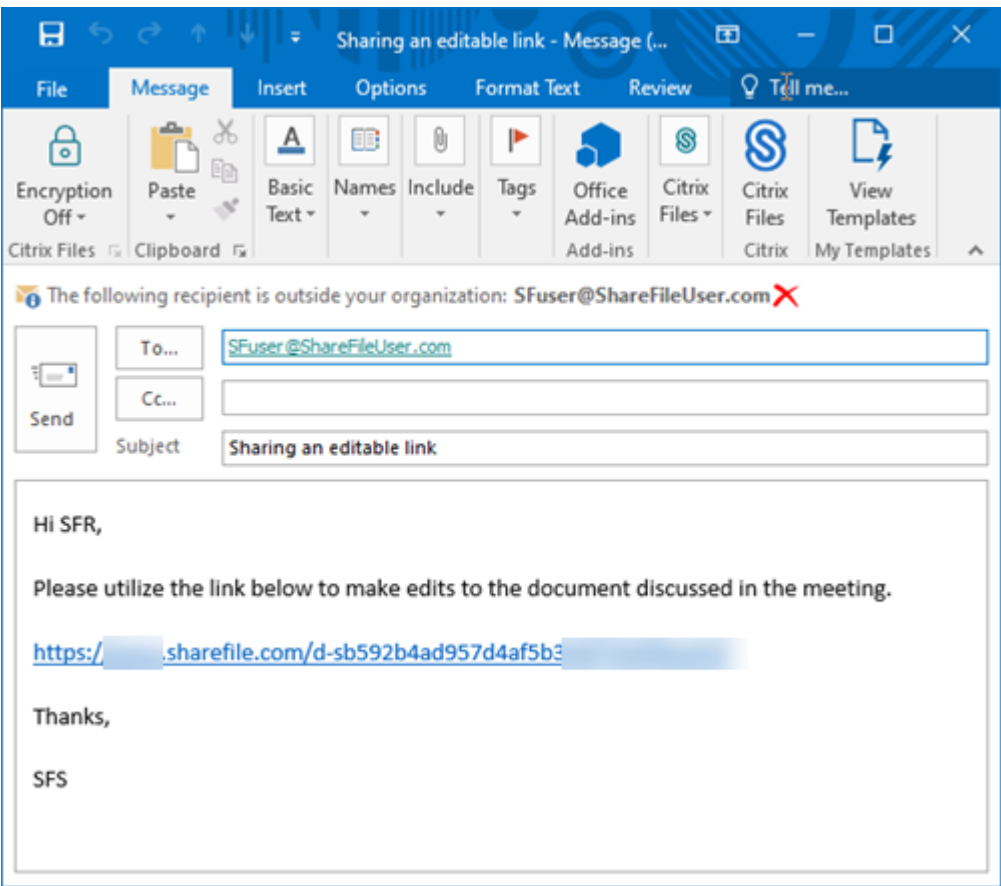 Sharing an editable link - Message (...
File Message Insert Options Format Text Review Tell me...
Encryption Off Paste Basic Text Names Include Tags Office Add-ins Citrix Files Citrix Files View Templates
Citrix Files Clipboard Add-ins Citrix My Templates
The following recipient is outside your organization: SFuser@ShareFileUser.com
To... SFuser@ShareFileUser.com
Cc...
Send
Subject Sharing an editable link
Hi SFR,
Please utilize the link below to make edits to the document discussed in the meeting.
https:/ .sharefile.com/d-sb592b4ad957d4af5b3
Thanks,
SFS